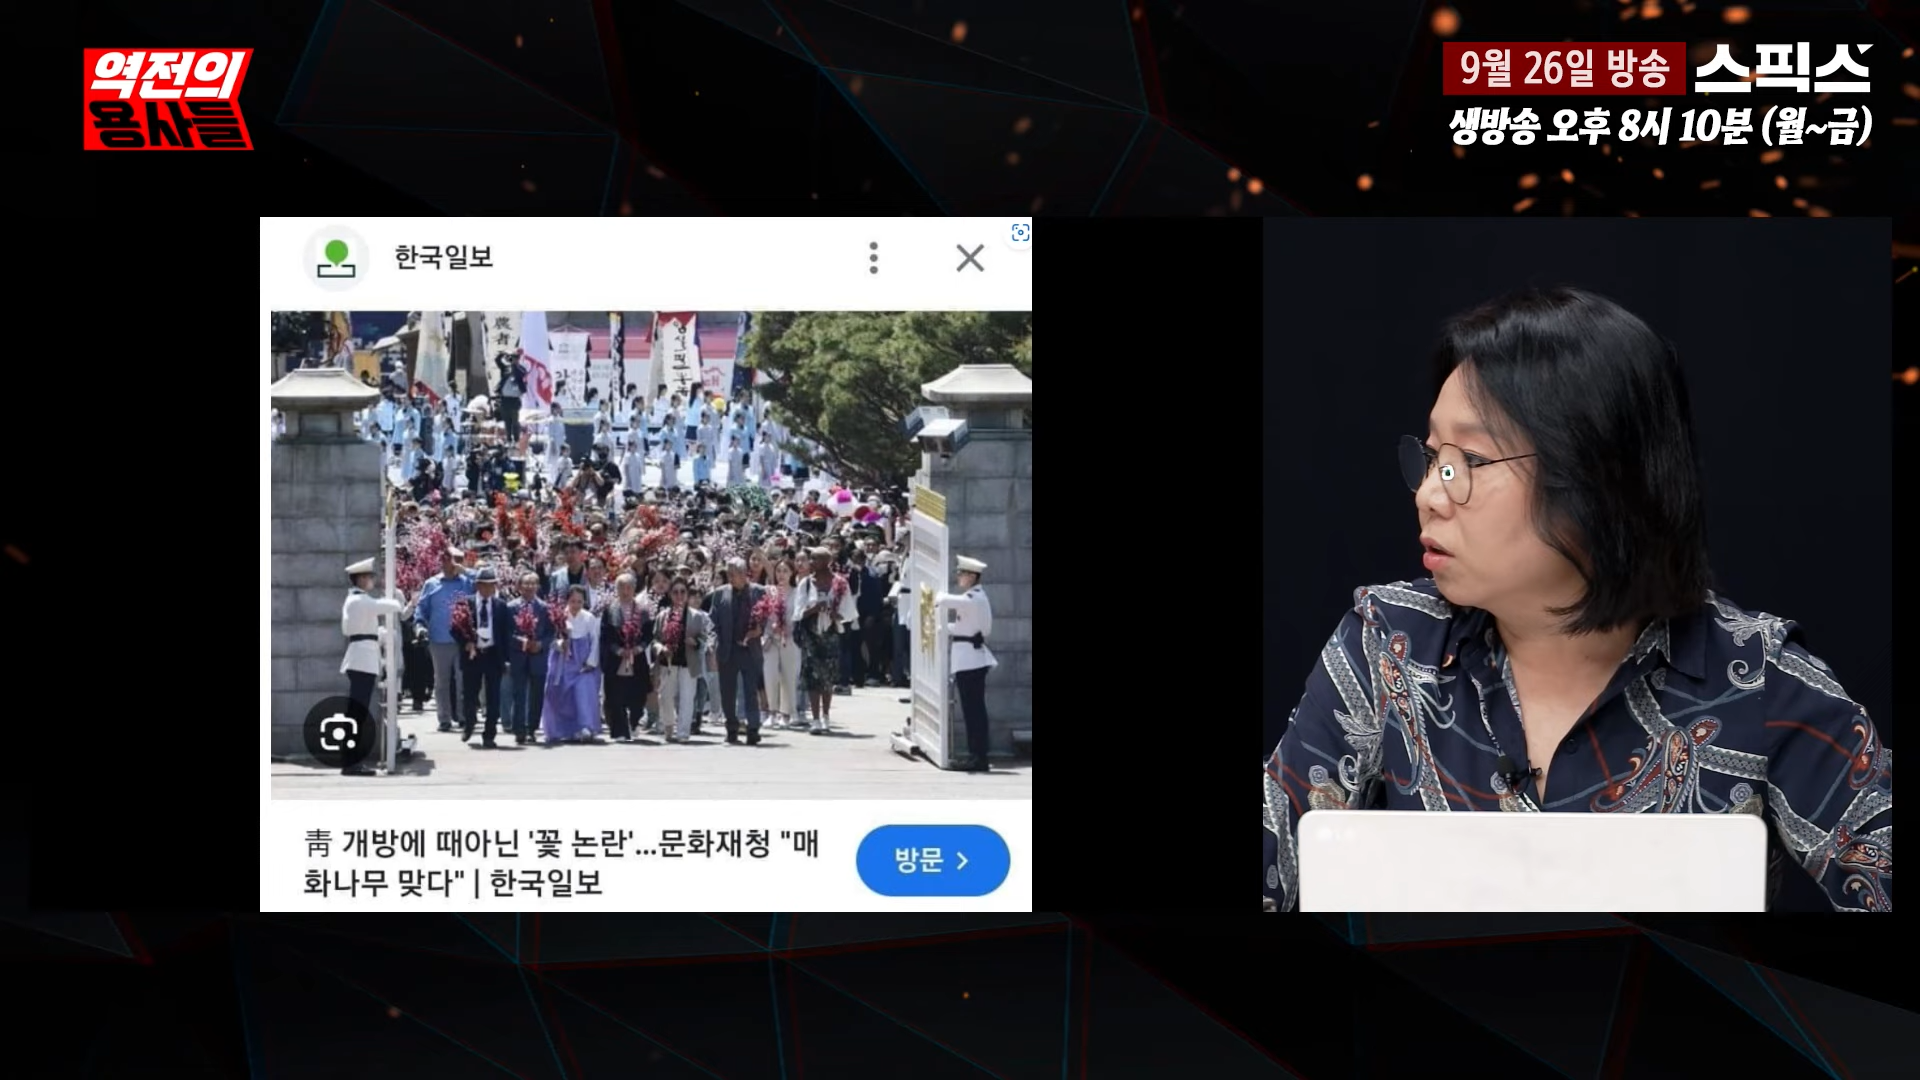 역전의
용사들
9월 26일 방송 스픽스
생방송 오후 8시 10분 (월~금)
한국일보
農者
靑 개방에 때아닌 '꽃 논란'...문화재청 "매
화나무 맞다" | 한국일보
방문 >